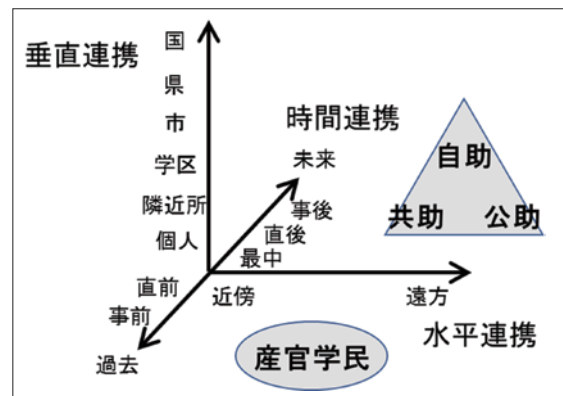 垂直連携
国
県
市
学区
隣近所
個人
時間連携
未来
事後
直後
最中
直前
事前
過去
近傍
遠方
水平連携
自助
共助
公助
産官学民